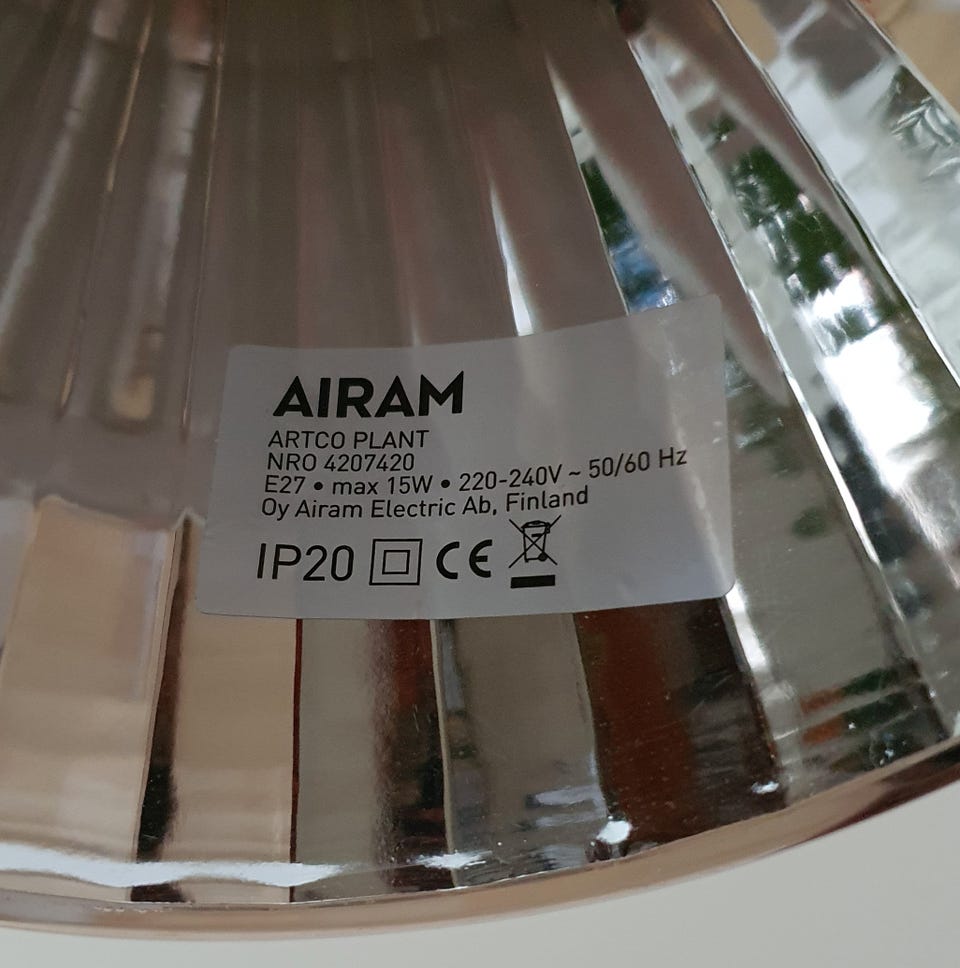 AIRAM
ARTCO PLANT
NRO 4207420
E27 • max 15W • 220-240V ~ 50/60 Hz
Oy Airam Electric Ab, Finland
IP20 CE